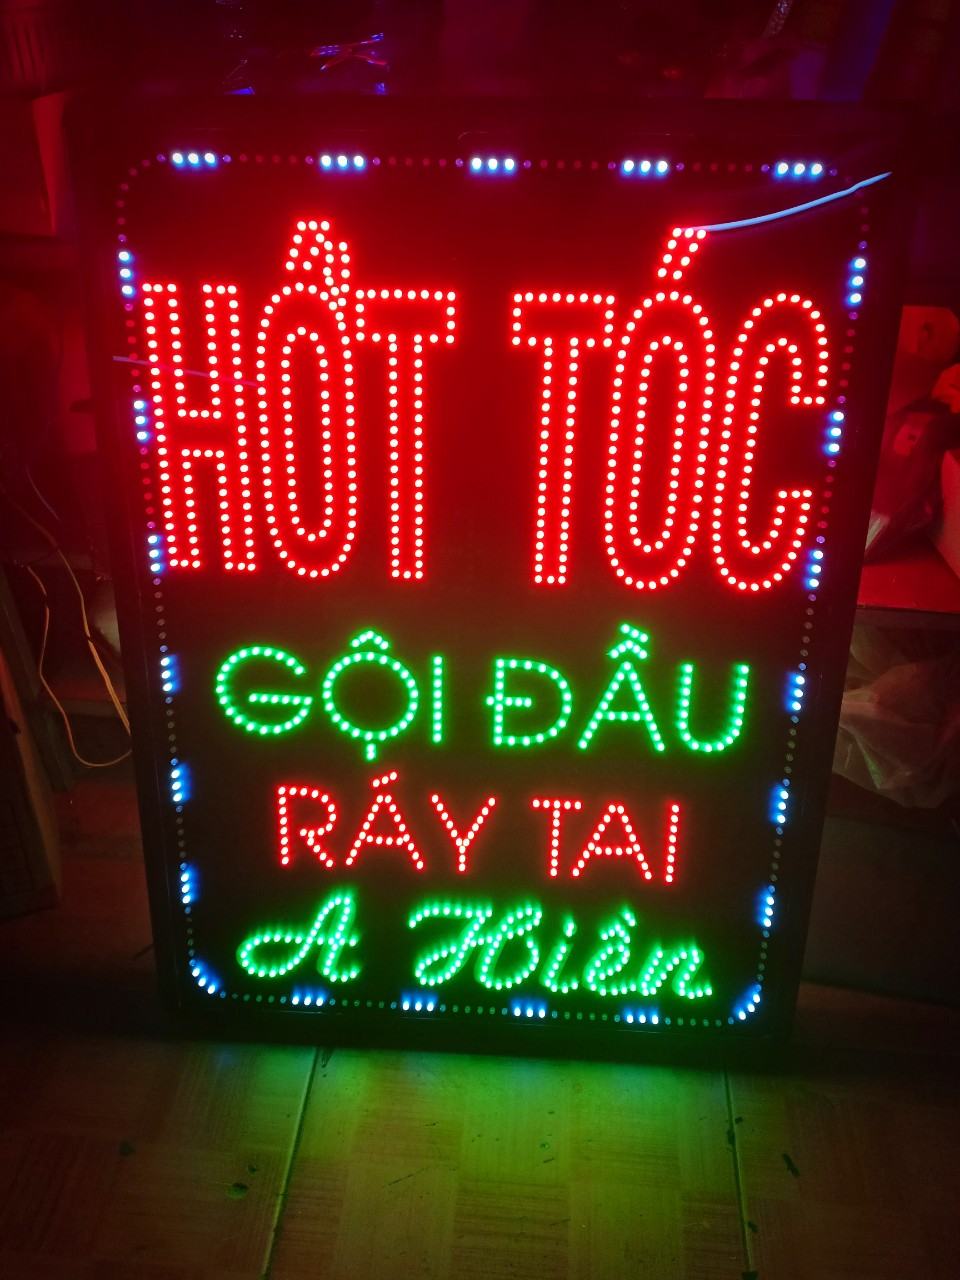 HỚT TÓC
GỘI ĐẦU
RÁY TAI
A Hiền